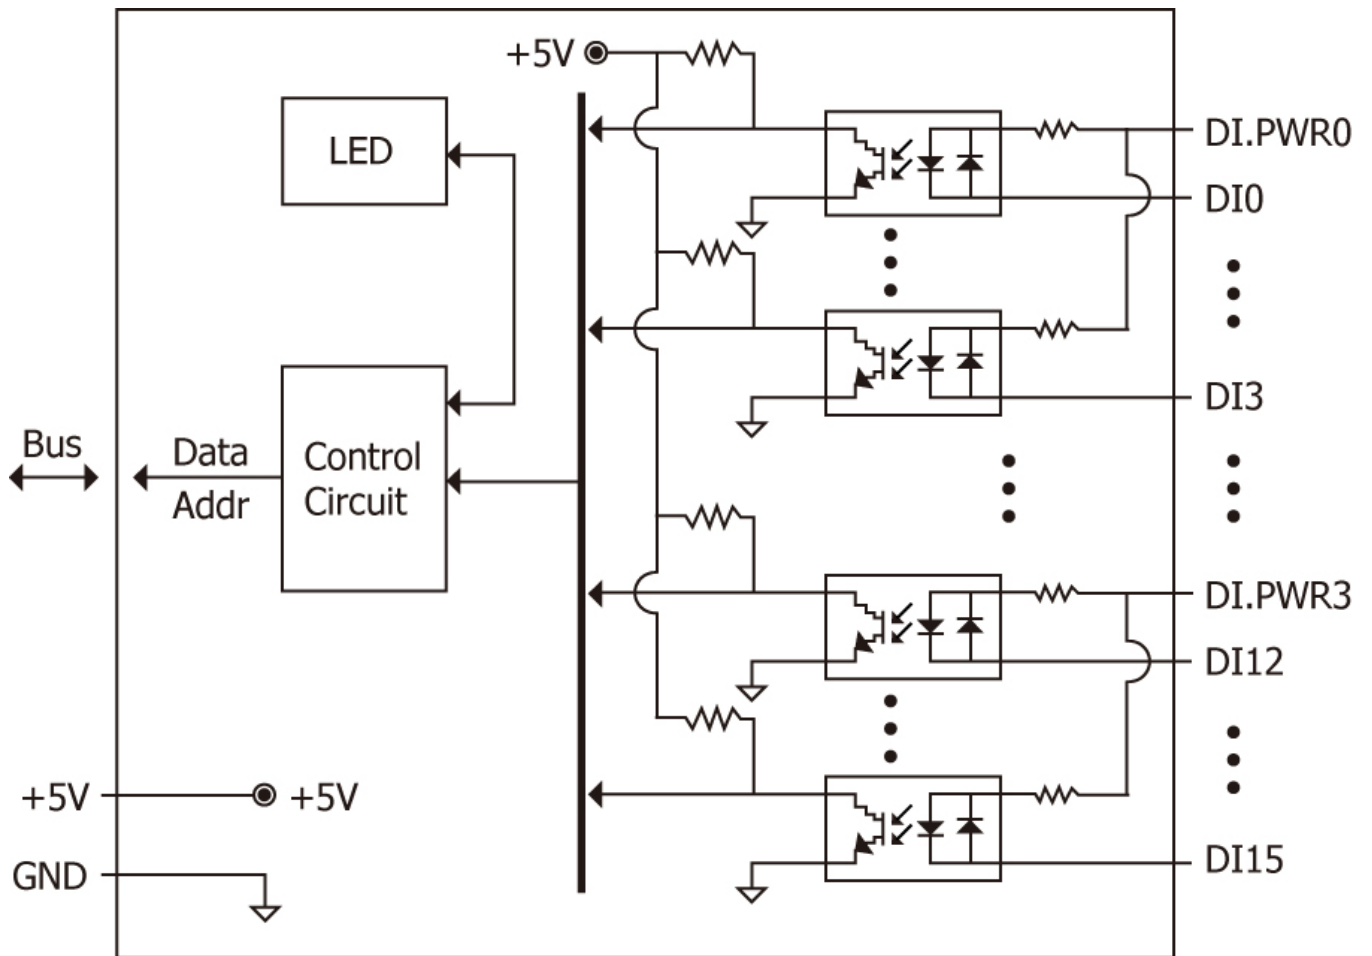 +5V
DI.PWR0
LED
DI0
DI3
Bus
Data
Addr
Control
Circuit
DI.PWR3
DI12
+5V
+5V
GND
DI15